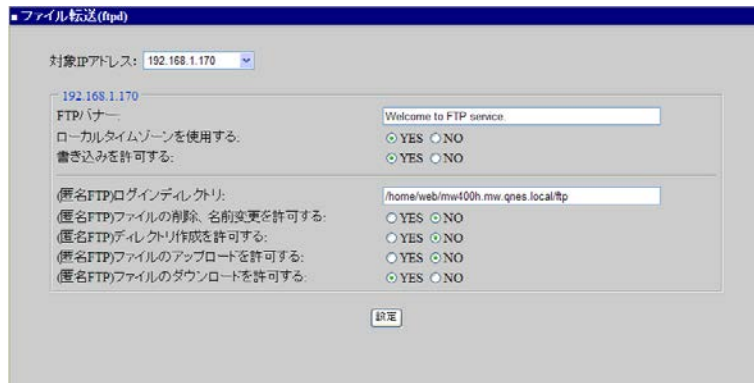 ■ファイル転送(ftpd)
対象IPアドレス: 192.168.1.170
192.168.1.170
FTPバナー: Welcome to FTP service.
ローカルタイムゾーンを使用する: YES NO
書き込みを許可する: YES NO
(匿名FTP)ログインディレクトリ: /home/web/mw400h.mw.qnes.local/ftp
(匿名FTP)ファイルの削除、名前変更を許可する: YES NO
(匿名FTP)ディレクトリ作成を許可する: YES NO
(匿名FTP)ファイルのアップロードを許可する: YES NO
(匿名FTP)ファイルのダウンロードを許可する: YES NO
設定